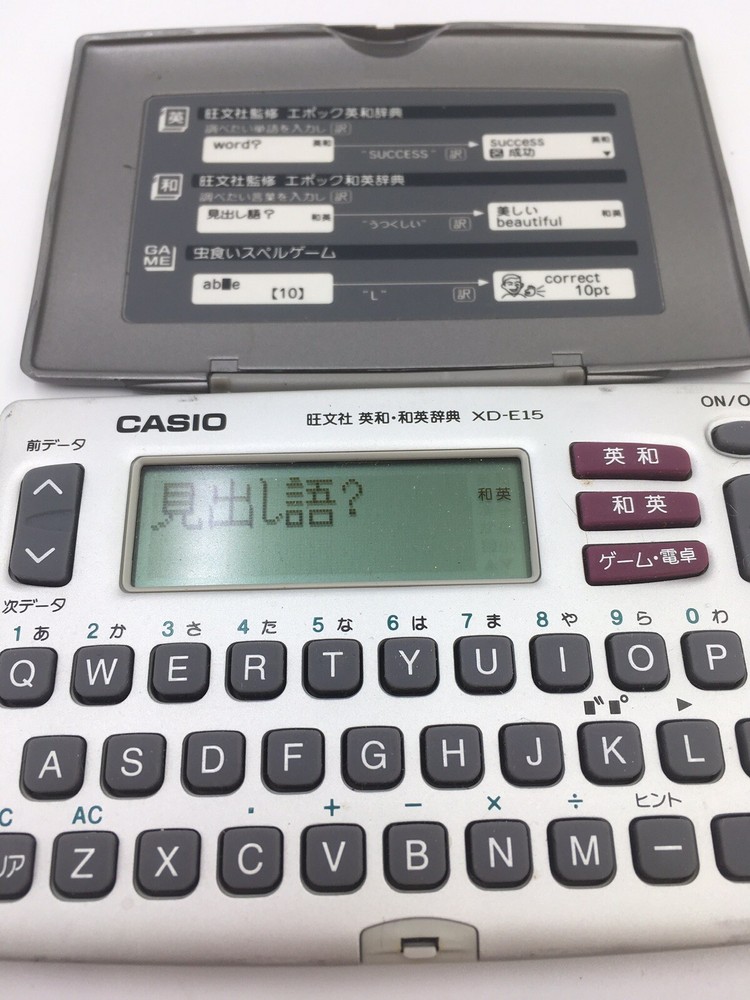 英 旺文社監修 エポック英和辞典
調べたい単語を入力し 訳
word? 英和 "SUCCESS" 訳 success 英和
名 成功 ▼
和 旺文社監修 エポック和英辞典
調べたい言葉を入力し 訳
見出し語? 和英 "うつくしい" 訳 美しい 和英
beautiful
GAME 虫食いスペルゲーム
ab■e 【10】 "L" 訳 correct
10pt
CASIO 旺文社 英和・和英辞典 XD-E15 ON/O
前データ
見出し語? 和英
英和
和英
ゲーム・電卓
次データ
1 あ 2 か 3 さ 4 た 5 な 6 は 7 ま 8 や 9 ら 0 わ
Q W E R T Y U I O P
A S D F G H J K L
C AC . + − × ÷ ヒント
リア Z X C V B N M ー